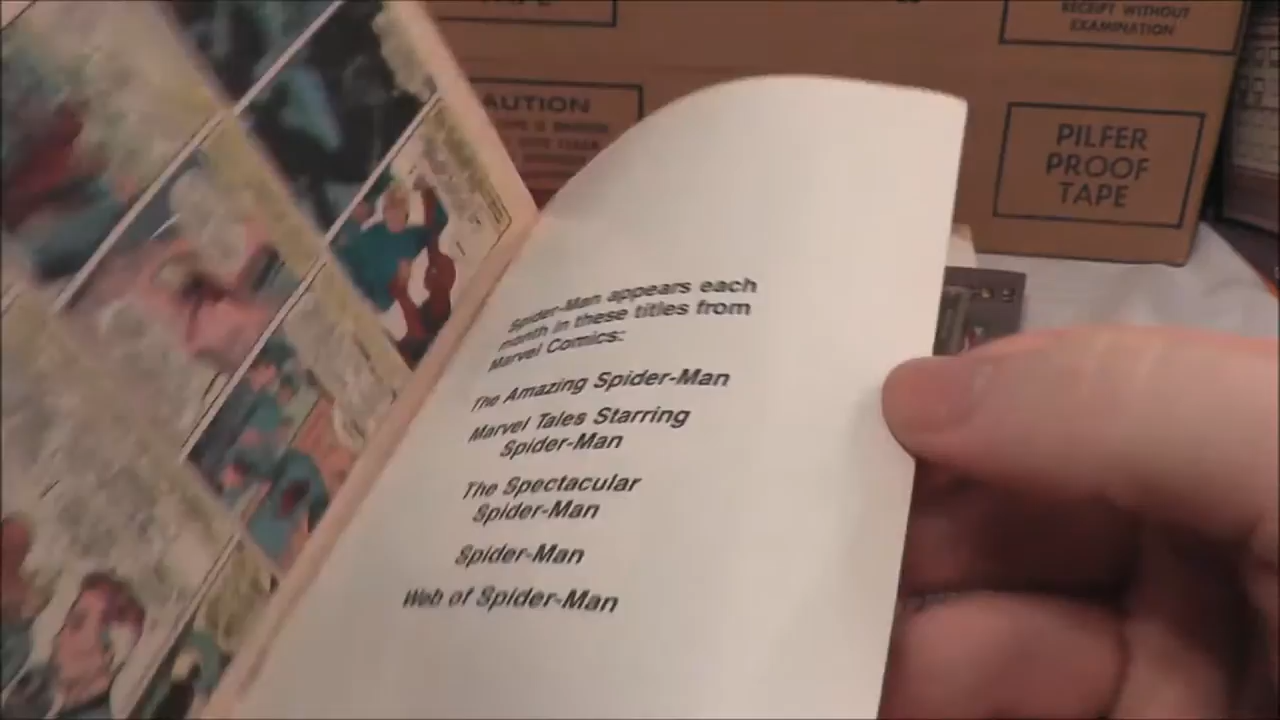 TAPE
RECEIPT WITHOUT
EXAMINATION
AUTION
PILFER
PROOF
TAPE
Spider-Man appears each
month in these titles from
Marvel Comics:
The Amazing Spider-Man
Marvel Tales Starring
Spider-Man
The Spectacular
Spider-Man
Spider-Man
Web of Spider-Man